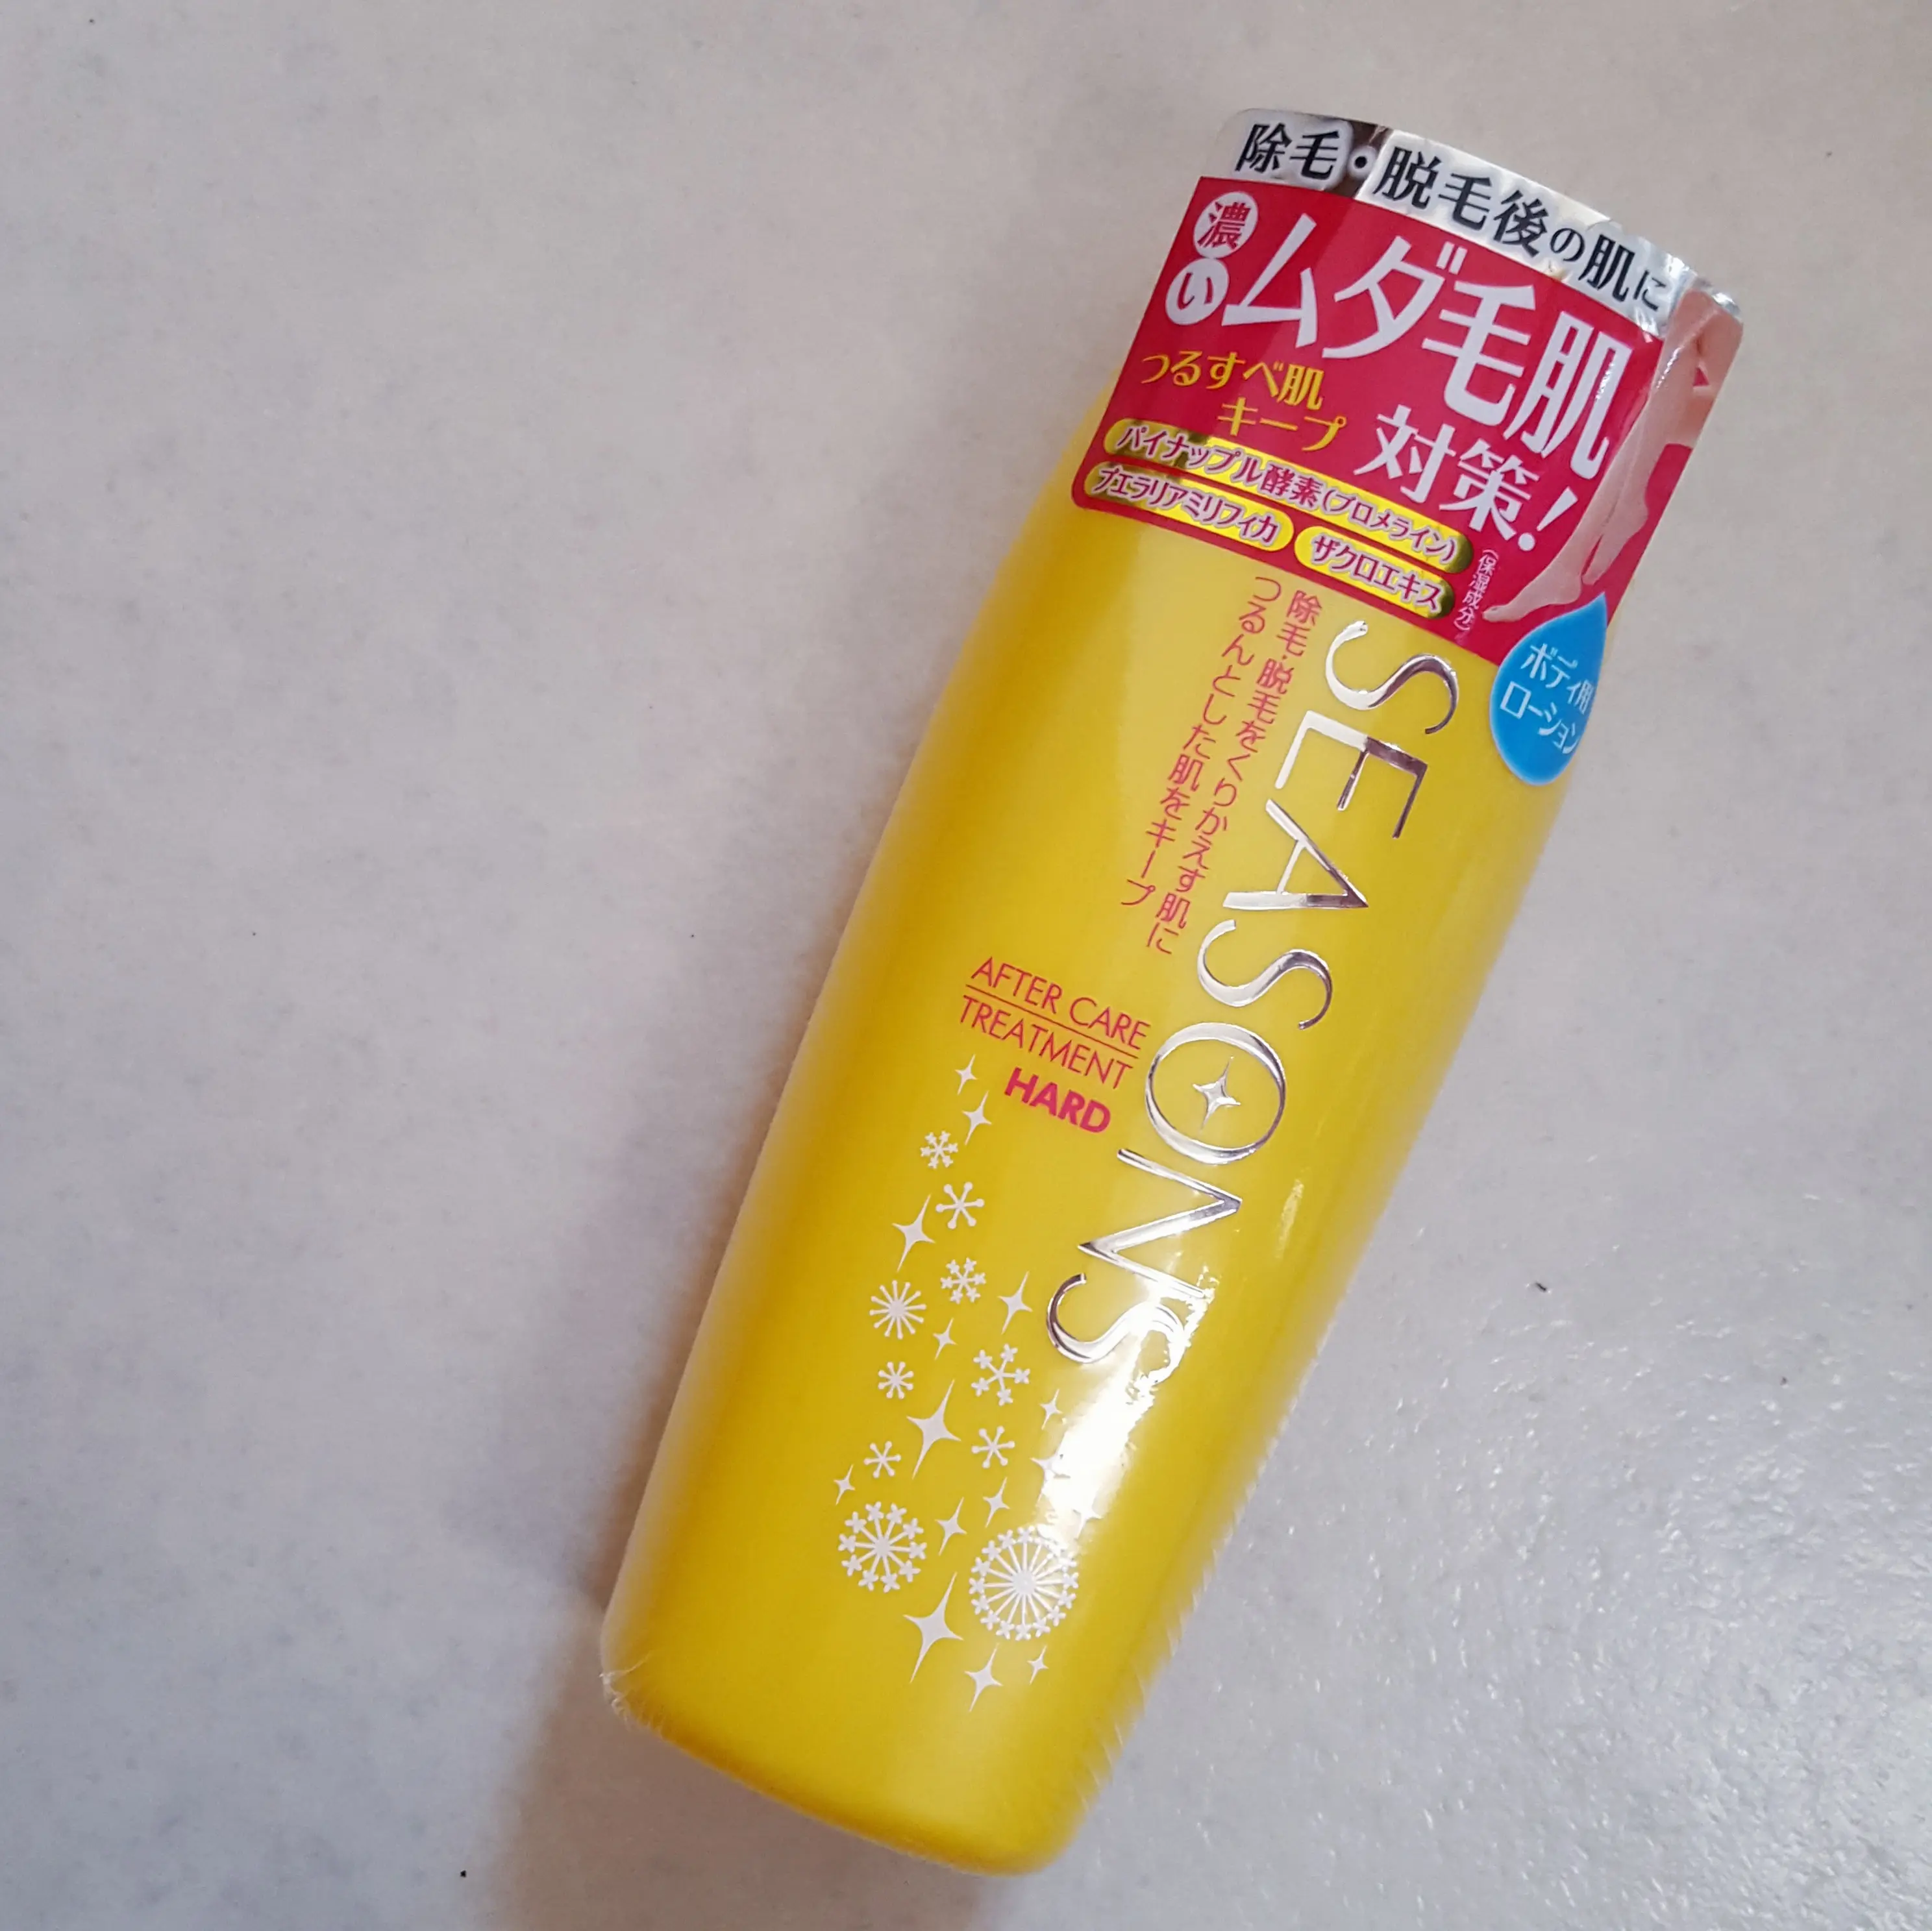 除毛・脱毛後の肌に
濃い
ムダ毛肌
対策!
つるすべ肌
キープ
パイナップル酵素(ブロメライン)
プエラリアミリフィカ
ザクロエキス
(保湿成分)
ボディ用
ローション
SEASONS
除毛・脱毛をくりかえす肌に
つるんとした肌をキープ
AFTER CARE
TREATMENT
HARD